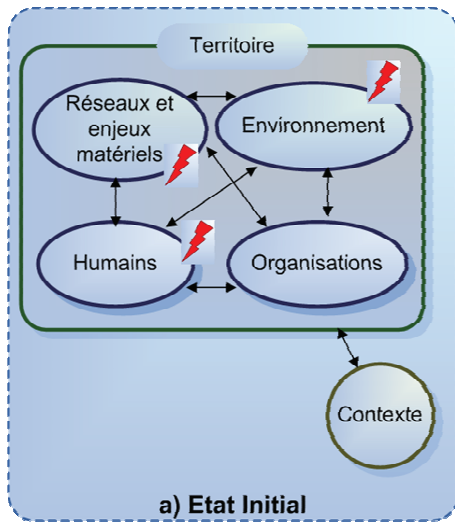 Territoire
Réseaux et
enjeux
matériels
Environnement
Humains
Organisations
Contexte
a) Etat Initial